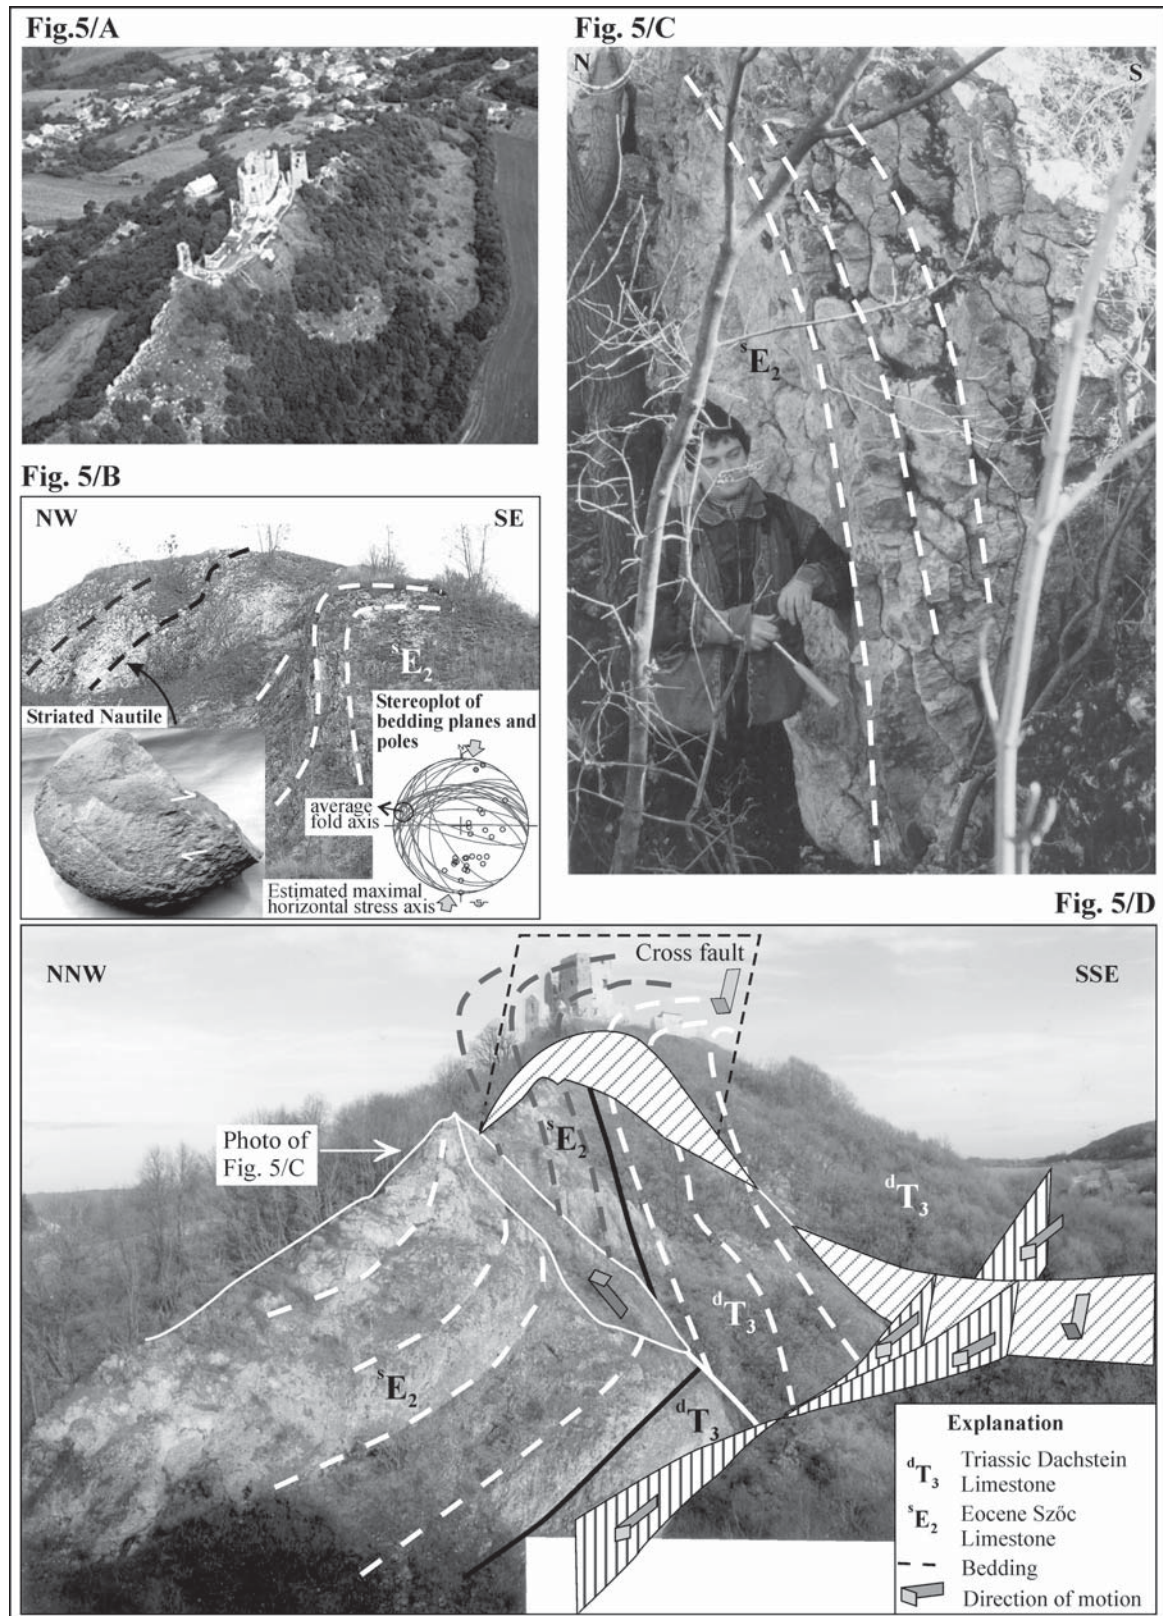 Fig.5/A
Fig. 5/C
N
S
sE2
Fig. 5/B
NW
SE
sE2
Striated Nautile
Stereoplot of
bedding planes and
poles
N
average
fold axis
Estimated maximal
horizontal stress axis
Fig. 5/D
NNW
SSE
Cross fault
Photo of
Fig. 5/C
sE2
dT3
dT3
sE2
dT3
Explanation
dT3
Triassic Dachstein
Limestone
sE2
Eocene Szőc
Limestone
Bedding
Direction of motion